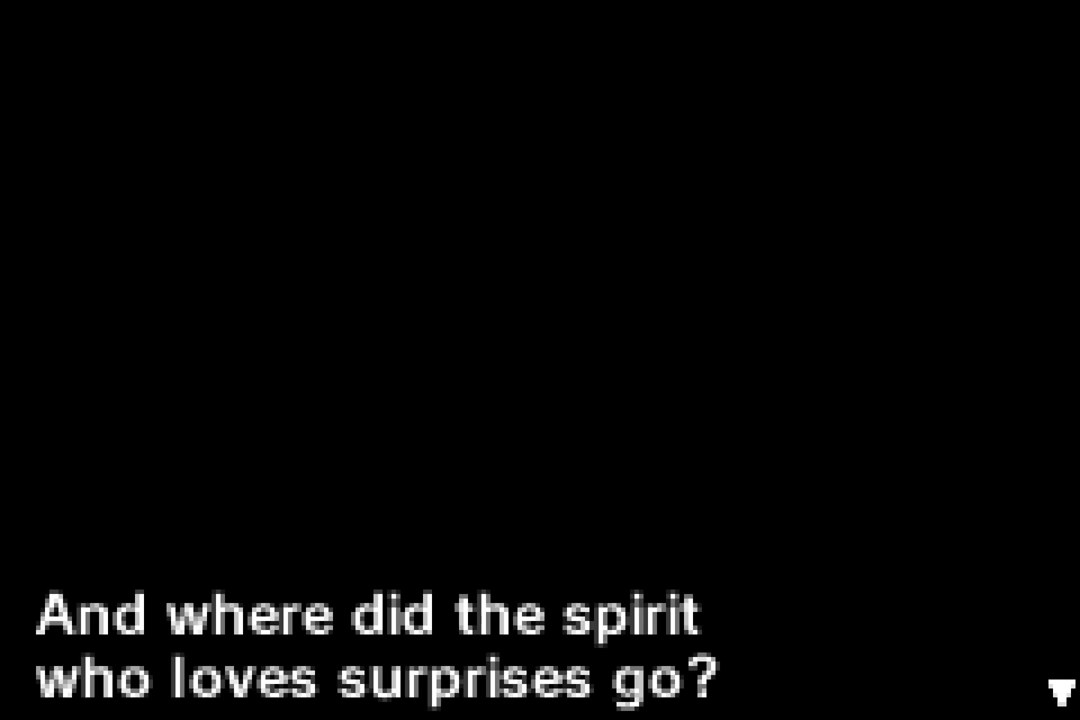 And where did the spirit
who loves surprises go?